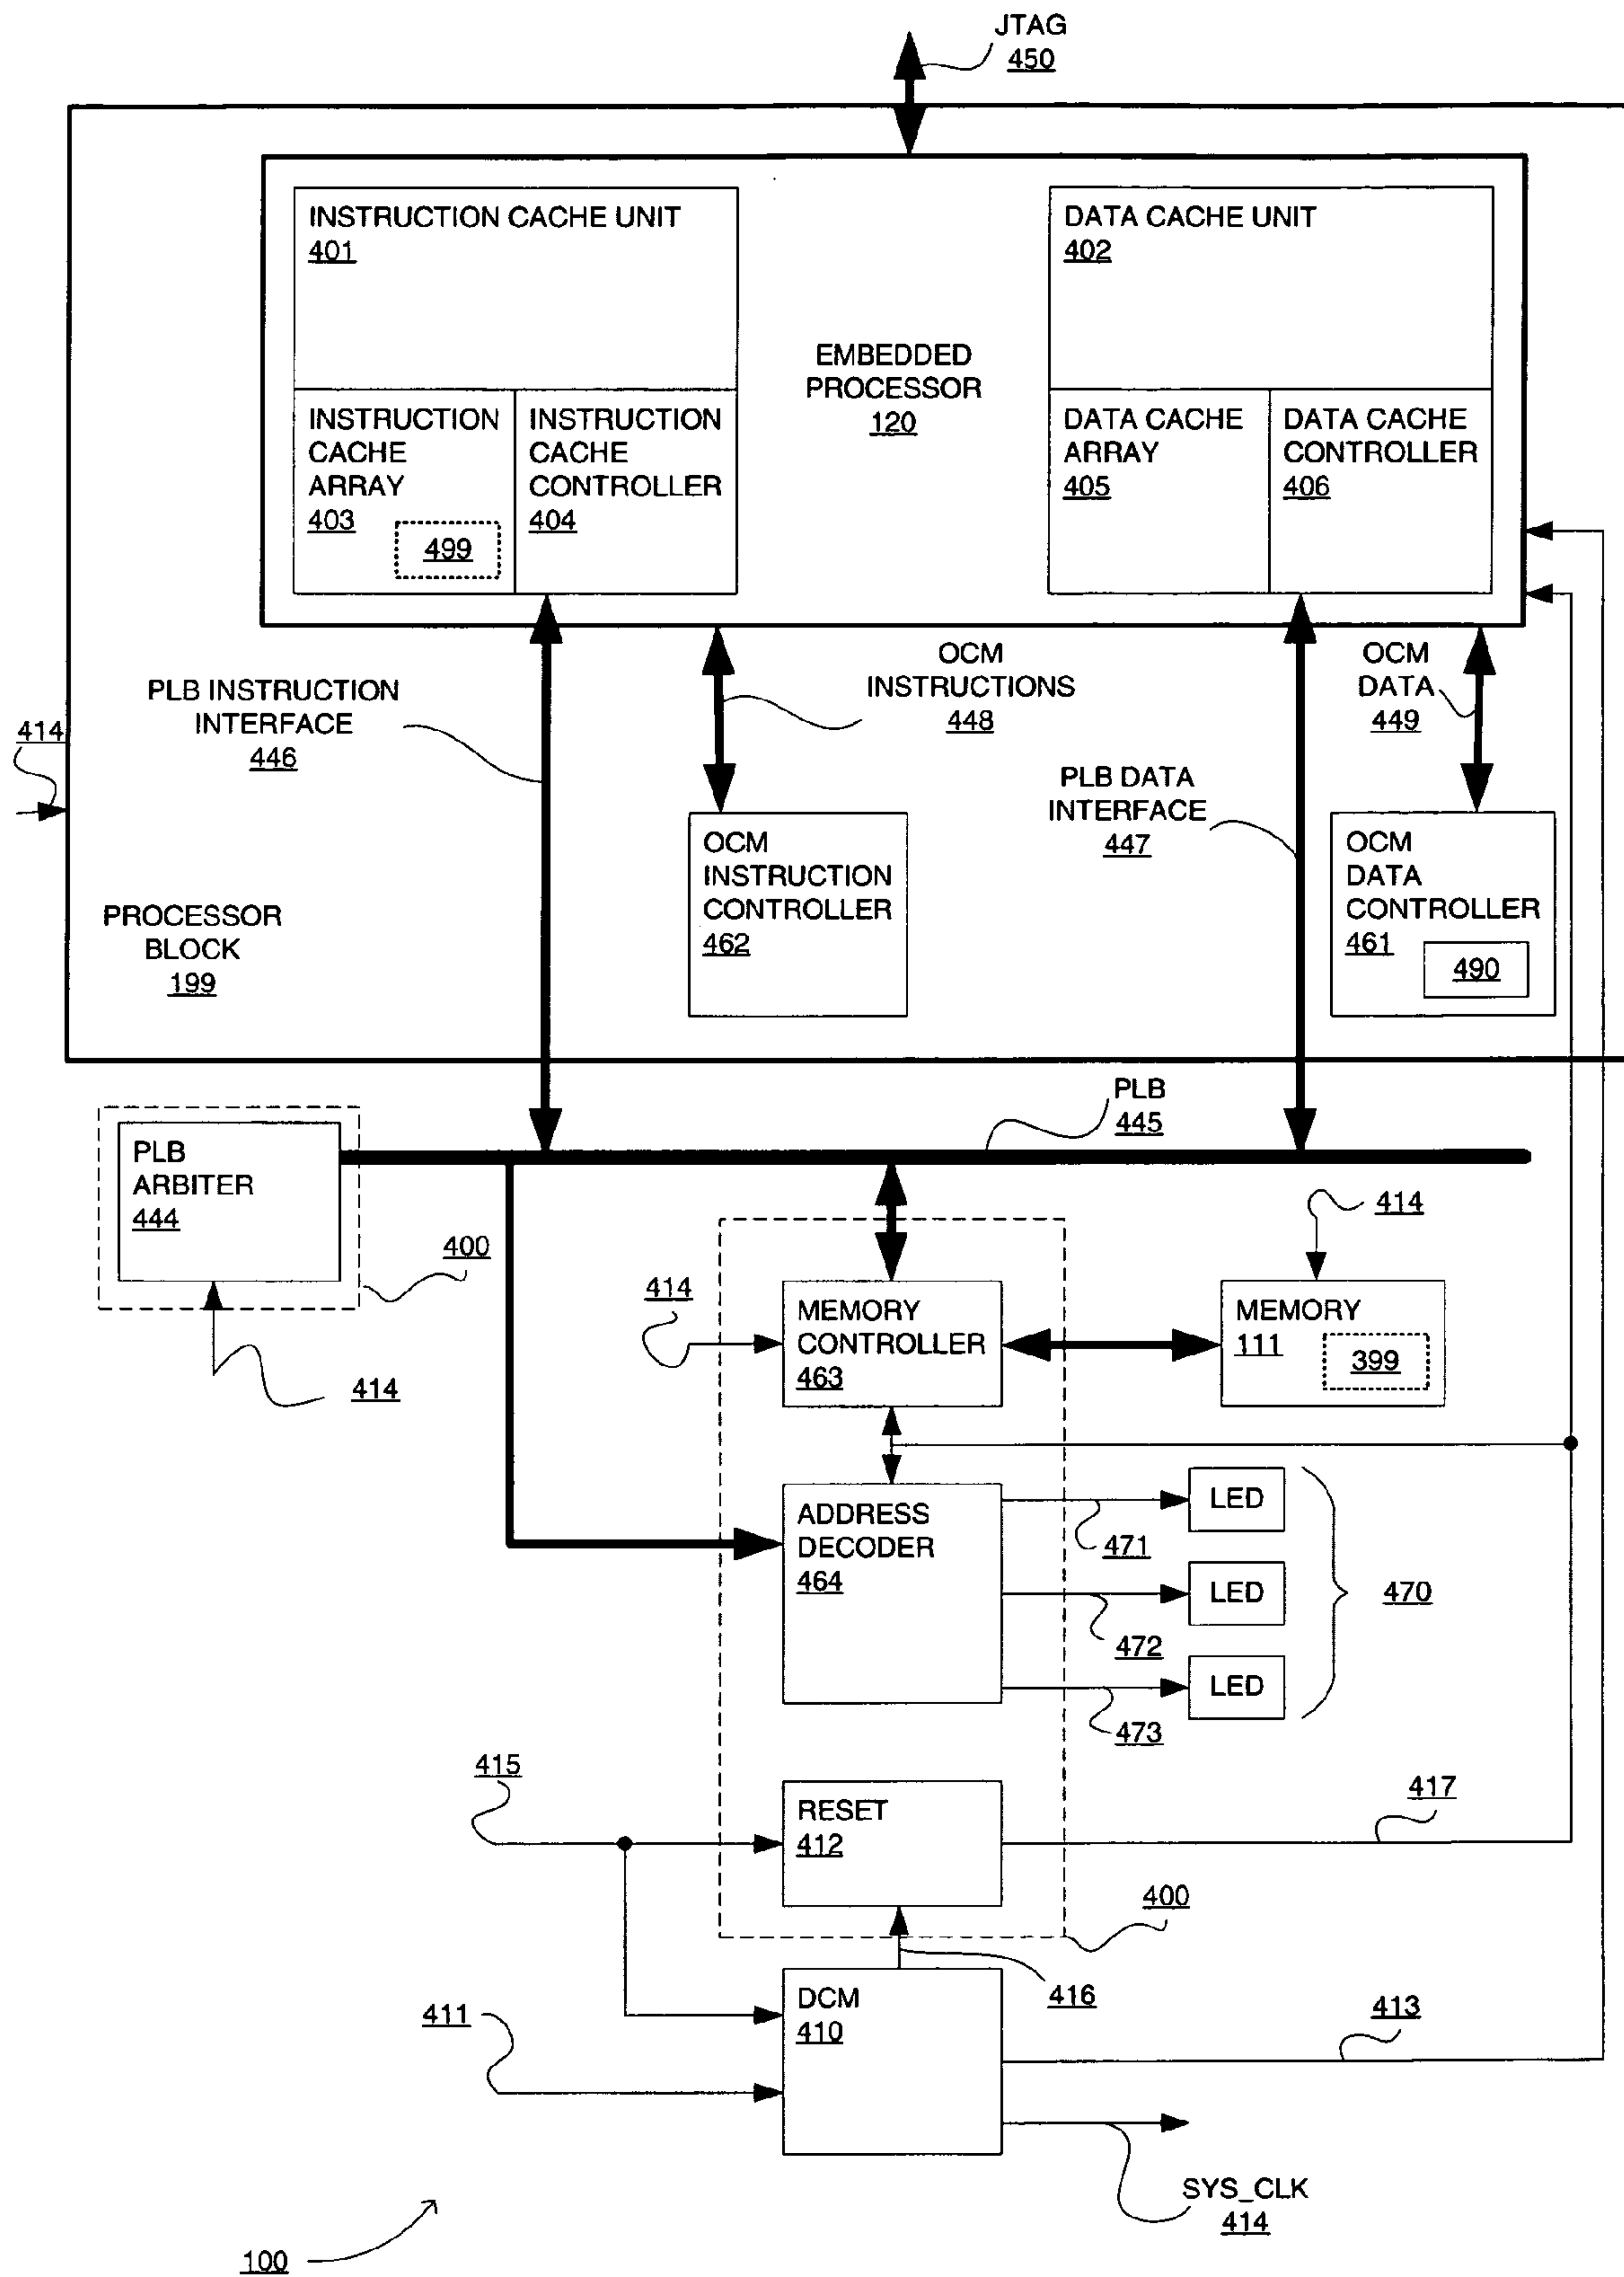 JTAG
450
INSTRUCTION CACHE UNIT
401
DATA CACHE UNIT
402
EMBEDDED
PROCESSOR
120
INSTRUCTION
CACHE
ARRAY
403
499
INSTRUCTION
CACHE
CONTROLLER
404
DATA CACHE
ARRAY
405
DATA CACHE
CONTROLLER
406
PLB INSTRUCTION
INTERFACE
446
OCM
INSTRUCTIONS
448
OCM
DATA
449
414
PLB DATA
INTERFACE
447
OCM
INSTRUCTION
CONTROLLER
462
OCM
DATA
CONTROLLER
461
490
PROCESSOR
BLOCK
199
PLB
445
PLB
ARBITER
444
400
414
414
414
MEMORY
CONTROLLER
463
MEMORY
111
399
ADDRESS
DECODER
464
LED
471
LED
472
LED
473
470
415
RESET
412
417
400
416
DCM
410
411
413
SYS_CLK
414
100